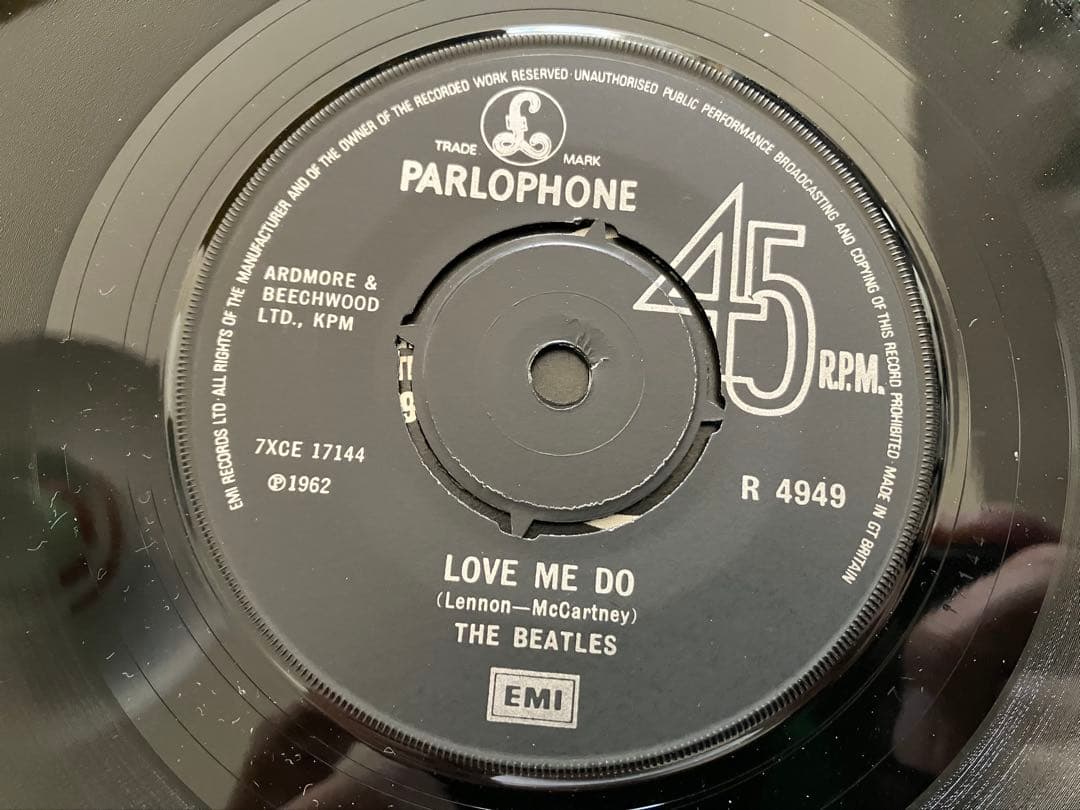 EMI RECORDS LTD·ALL RIGHTS OF THE MANUFACTURER AND OF THE OWNER OF THE RECORDED WORK RESERVED·UNAUTHORISED PUBLIC PERFORMANCE BROADCASTING AND COPYING OF THIS RECORD PROHIBITED MADE IN GT BRITAIN
£
TRADE MARK
PARLOPHONE
45
R.P.M.
ARDMORE &
BEECHWOOD
LTD., KPM
7XCE 17144
℗1962
R 4949
LOVE ME DO
(Lennon—McCartney)
THE BEATLES
EMI